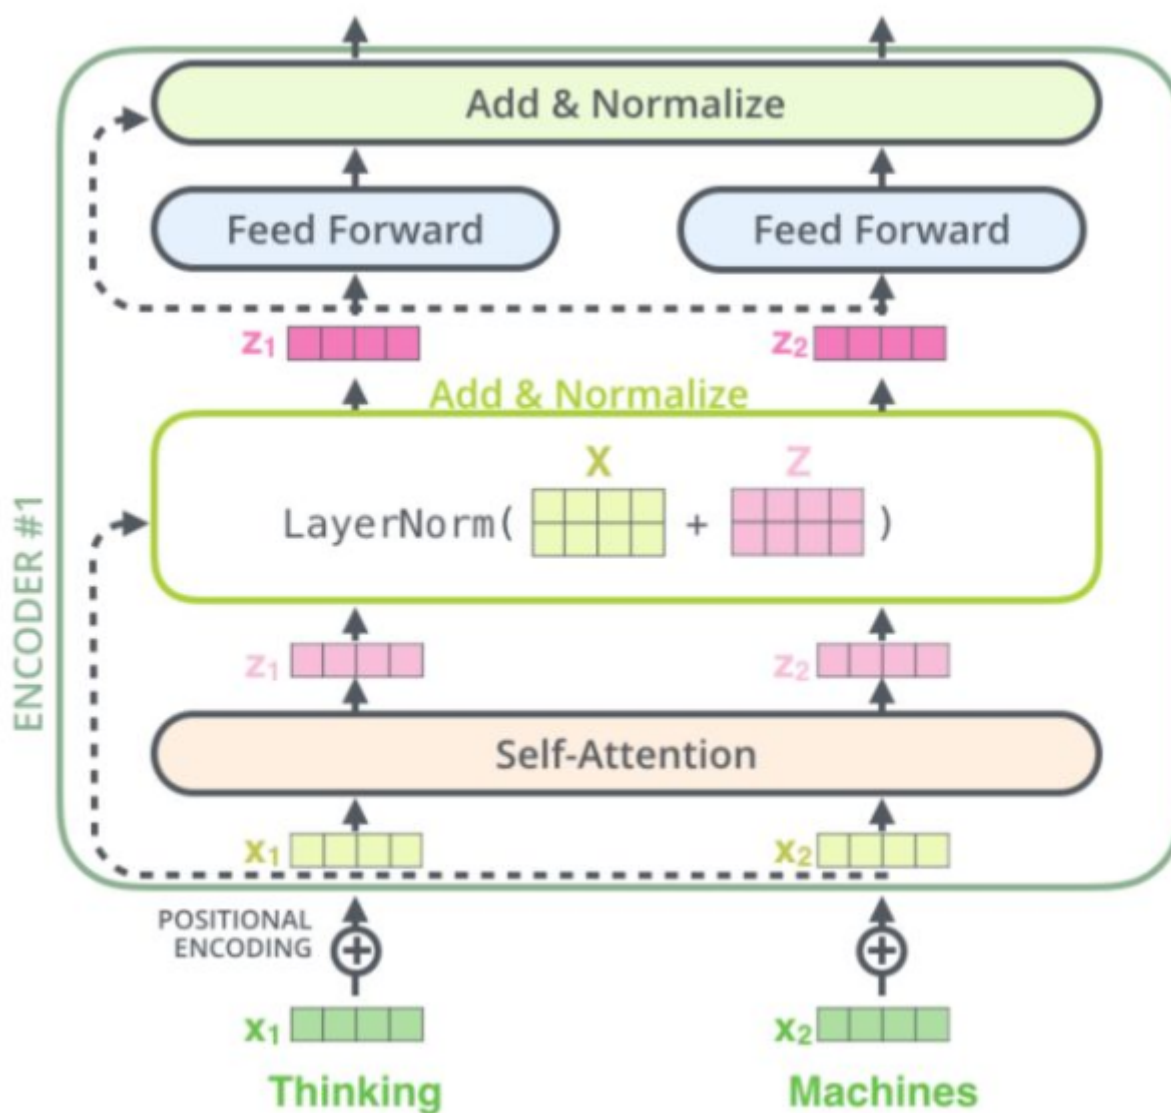 Add & Normalize
Feed Forward Feed Forward
z1 z2
Add & Normalize
X Z
LayerNorm( + )
ENCODER #1
z1 z2
Self-Attention
x1 x2
POSITIONAL
ENCODING
x1 x2
Thinking Machines